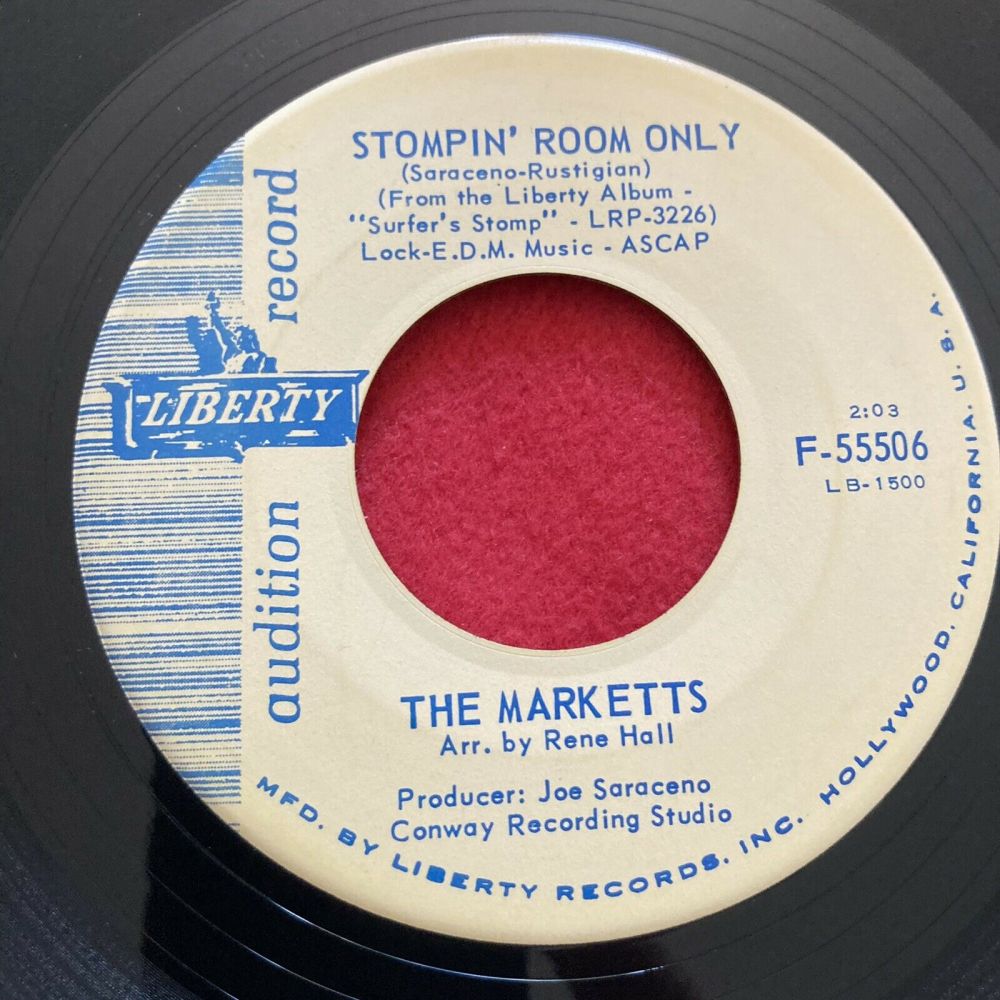 STOMPIN' ROOM ONLY
(Saraceno-Rustigian)
(From the Liberty Album -
"Surfer's Stomp" - LRP-3226)
Lock-E.D.M. Music - ASCAP
audition record
LIBERTY
2:03
F-55506
LB-1500
THE MARKETTS
Arr. by Rene Hall
Producer: Joe Saraceno
Conway Recording Studio
MFD. BY LIBERTY RECORDS, INC. HOLLYWOOD, CALIFORNIA, U. S. A.